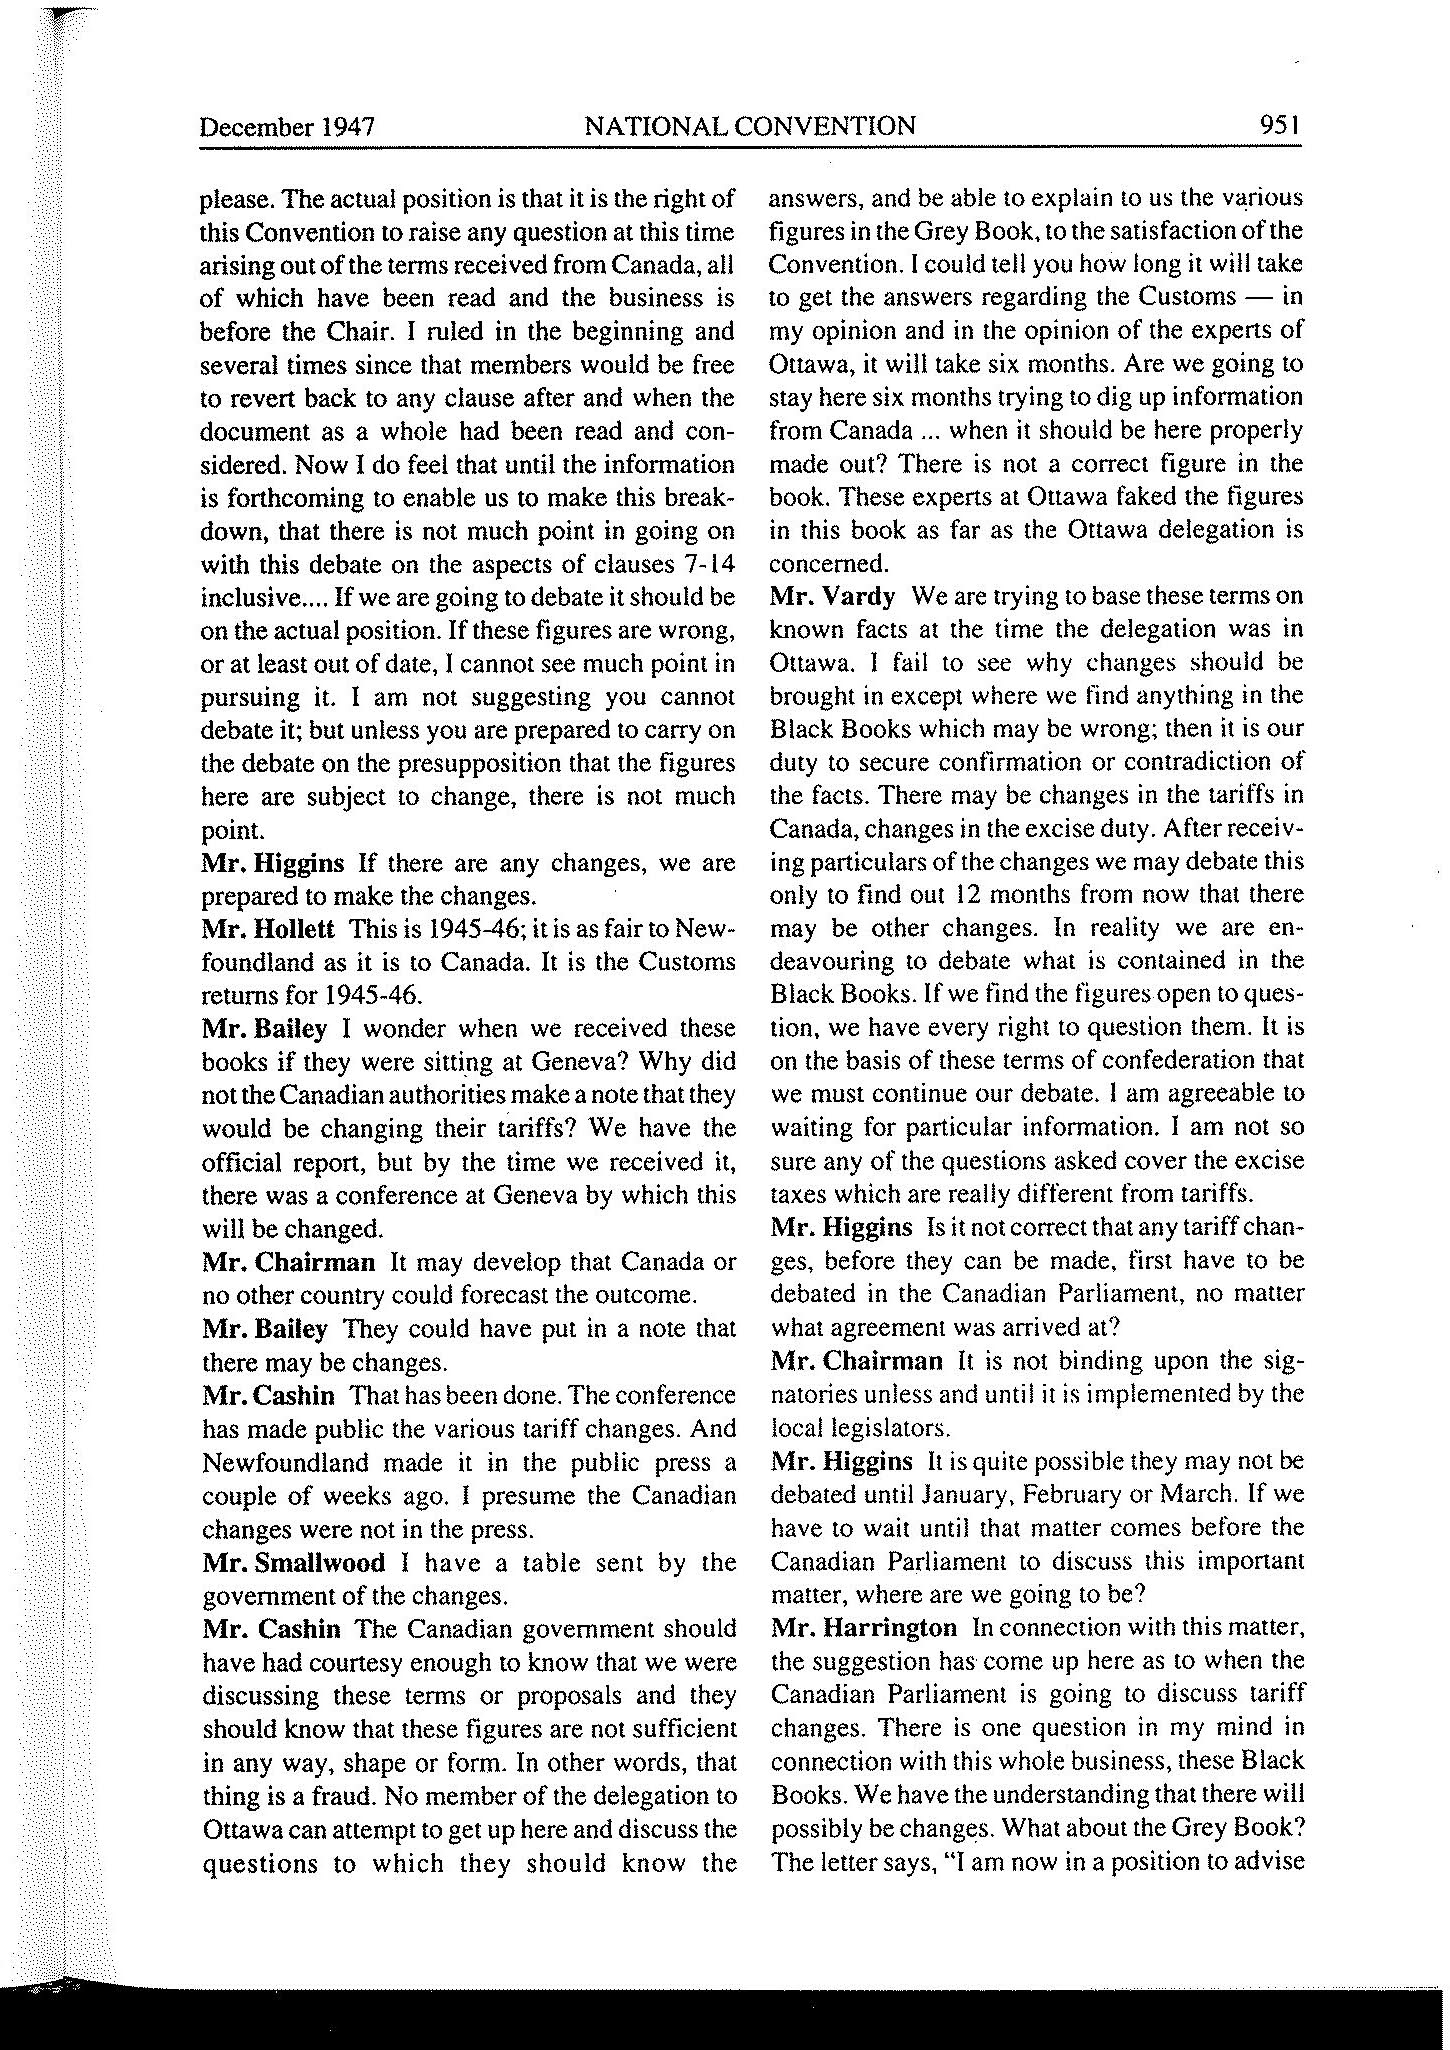 December 1947 NATIONAL CONVENTION 951
please. The actual position is that it is the right of
this Convention to raise any question at this time
arising out of the terms received from Canada, all
of which have been read and the business is
before the Chair. I ruled in the beginning and
several times since that members would be free
to revert back to any clause after and when the
document as a whole had been read and con-
sidered. Now I do feel that until the information
is forthcoming to enable us to make this break-
down, that there is not much point in going on
with this debate on the aspects of clauses 7-14
inclusive.... If we are going to debate it should be
on the actual position. If these figures are wrong,
or at least out of date, I cannot see much point in
pursuing it. I am not suggesting you cannot
debate it; but unless you are prepared to carry on
the debate on the presupposition that the figures
here are subject to change, there is not much
point.
Mr. Higgins If there are any changes, we are
prepared to make the changes.
Mr. Hollett This is 1945-46; it is as fair to New-
foundland as it is to Canada. It is the Customs
returns for 1945-46.
Mr. Bailey I wonder when we received these
books if they were sitting at Geneva? Why did
not the Canadian authorities make a note that they
would be changing their tariffs? We have the
official report, but by the time we received it,
there was a conference at Geneva by which this
will be changed.
Mr. Chairman It may develop that Canada or
no other country could forecast the outcome.
Mr. Bailey They could have put in a note that
there may be changes.
Mr. Cashin That has been done. The conference
has made public the various tariff changes. And
Newfoundland made it in the public press a
couple of weeks ago. I presume the Canadian
changes were not in the press.
Mr. Smallwood I have a table sent by the
government of the changes.
Mr. Cashin The Canadian government should
have had courtesy enough to know that we were
discussing these terms or proposals and they
should know that these figures are not sufficient
in any way, shape or form. In other words, that
thing is a fraud. No member of the delegation to
Ottawa can attempt to get up here and discuss the
questions to which they should know the
answers, and be able to explain to us the various
figures in the Grey Book, to the satisfaction of the
Convention. I could tell you how long it will take
to get the answers regarding the Customs — in
my opinion and in the opinion of the experts of
Ottawa, it will take six months. Are we going to
stay here six months trying to dig up information
from Canada ... when it should be here properly
made out? There is not a correct figure in the
book. These experts at Ottawa faked the figures
in this book as far as the Ottawa delegation is
concerned.
Mr. Vardy We are trying to base these terms on
known facts at the time the delegation was in
Ottawa. I fail to see why changes should be
brought in except where we find anything in the
Black Books which may be wrong; then it is our
duty to secure confirmation or contradiction of
the facts. There may be changes in the tariffs in
Canada, changes in the excise duty. After receiv-
ing particulars of the changes we may debate this
only to find out 12 months from now that there
may be other changes. In reality we are en-
deavouring to debate what is contained in the
Black Books. If we find the figures open to ques-
tion, we have every right to question them. It is
on the basis of these terms of confederation that
we must continue our debate. I am agreeable to
waiting for particular information. I am not so
sure any of the questions asked cover the excise
taxes which are really different from tariffs.
Mr. Higgins Is it not correct that any tariff chan-
ges, before they can be made, first have to be
debated in the Canadian Parliament, no matter
what agreement was arrived at?
Mr. Chairman It is not binding upon the sig-
natories unless and until it is implemented by the
local legislators.
Mr. Higgins It is quite possible they may not be
debated until January, February or March. If we
have to wait until that matter comes before the
Canadian Parliament to discuss this important
matter, where are we going to be?
Mr. Harrington In connection with this matter,
the suggestion has come up here as to when the
Canadian Parliament is going to discuss tariff
changes. There is one question in my mind in
connection with this whole business, these Black
Books. We have the understanding that there will
possibly be changes. What about the Grey Book?
The letter says, “I am now in a position to advise